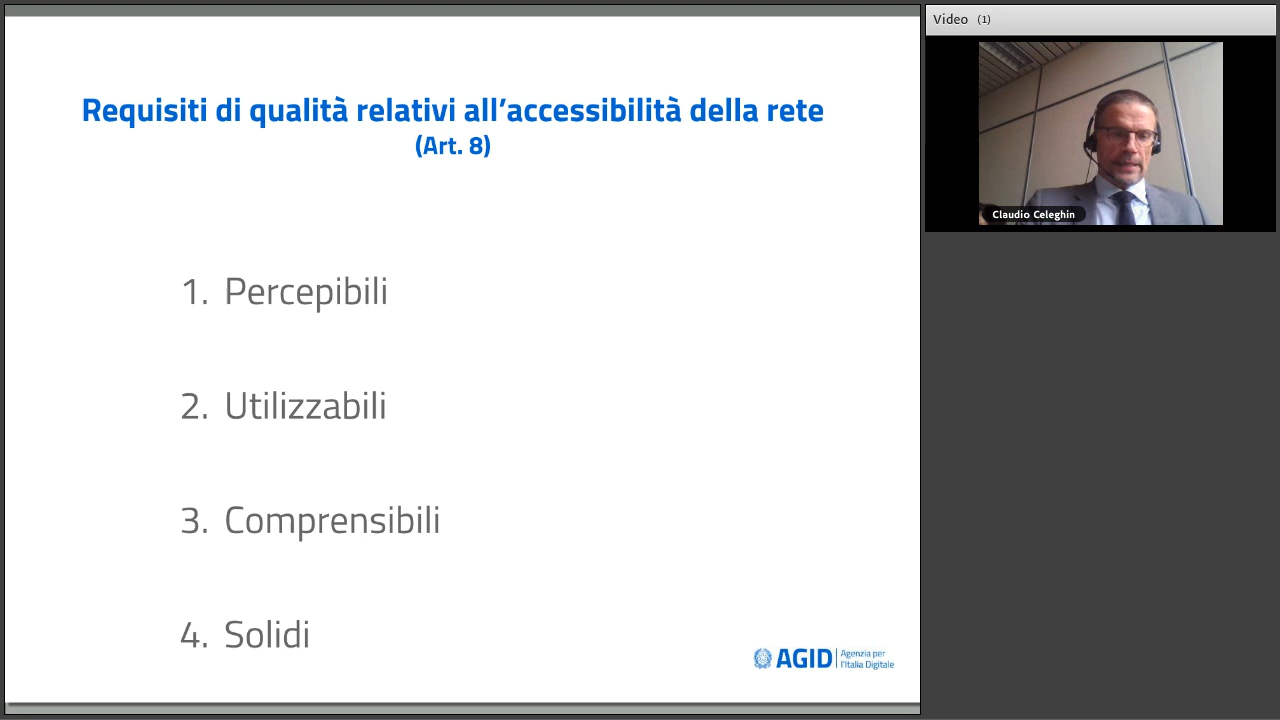 Requisiti di qualità relativi all’accessibilità della rete
(Art. 8)
1. Percepibili
2. Utilizzabili
3. Comprensibili
4. Solidi
AGID
Agenzia per
l'Italia Digitale
Video (1)
Claudio Celeghin